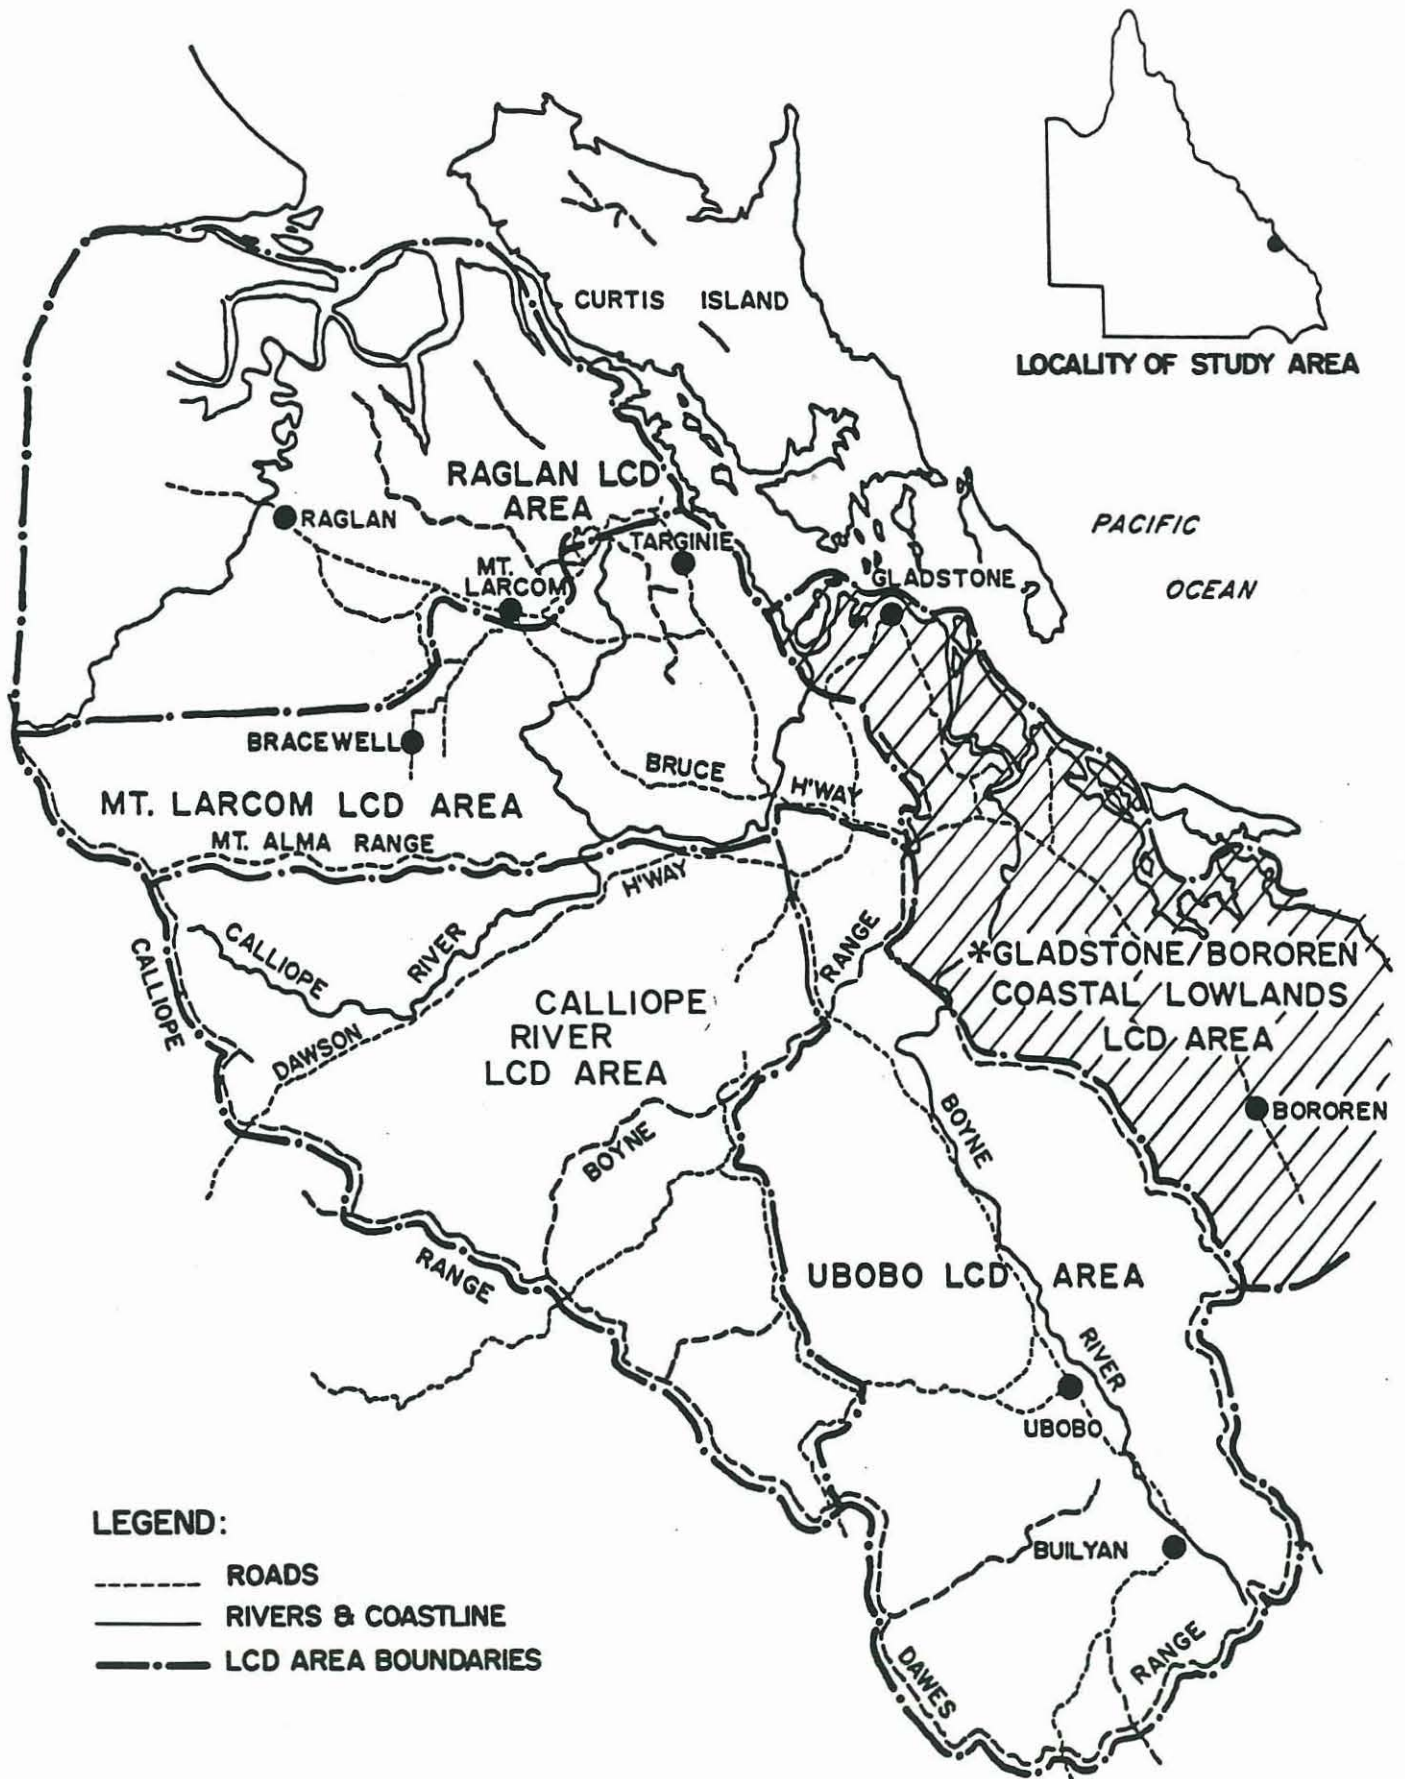 CURTIS ISLAND
LOCALITY OF STUDY AREA
RAGLAN LCD
AREA
RAGLAN
PACIFIC
OCEAN
TARGINIE
MT.
LARCOM
GLADSTONE
BRACEWELL
BRUCE
H'WAY
MT. LARCOM LCD AREA
MT. ALMA RANGE
H'WAY
CALLIOPE
RIVER
CALLIOPE
RANGE
*GLADSTONE/BOROREN
COASTAL LOWLANDS
LCD AREA
CALLIOPE
RIVER
LCD AREA
DAWSON
BOYNE
BOYNE
BOROREN
RANGE
UBOBO LCD AREA
RIVER
UBOBO
BUILYAN
DAWES
RANGE
LEGEND:
ROADS
RIVERS & COASTLINE
LCD AREA BOUNDARIES